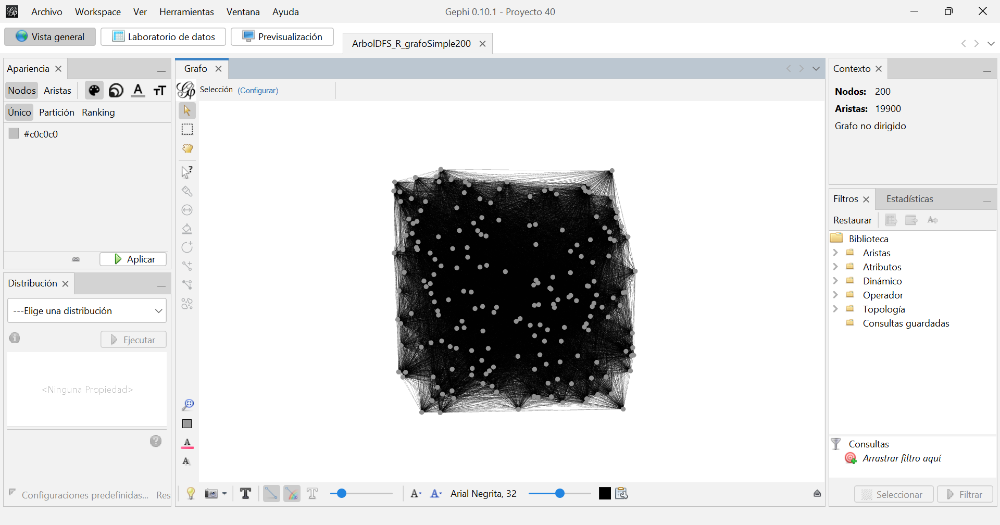 Archivo Workspace Ver Herramientas Ventana Ayuda Gephi 0.10.1 - Proyecto 40
Vista general Laboratorio de datos Previsualización ArbolDFS_R_grafoSimple200
Apariencia
Nodos Aristas
Único Partición Ranking
#c0c0c0
Aplicar
Distribución
---Elige una distribución
Ejecutar
<Ninguna Propiedad>
Configuraciones predefinidas... Res
Grafo
Selección (Configurar)
Arial Negrita, 32
Contexto
Nodos: 200
Aristas: 19900
Grafo no dirigido
Filtros Estadísticas
Restaurar
Biblioteca
Aristas
Atributos
Dinámico
Operador
Topología
Consultas guardadas
Consultas
Arrastrar filtro aquí
Seleccionar Filtrar